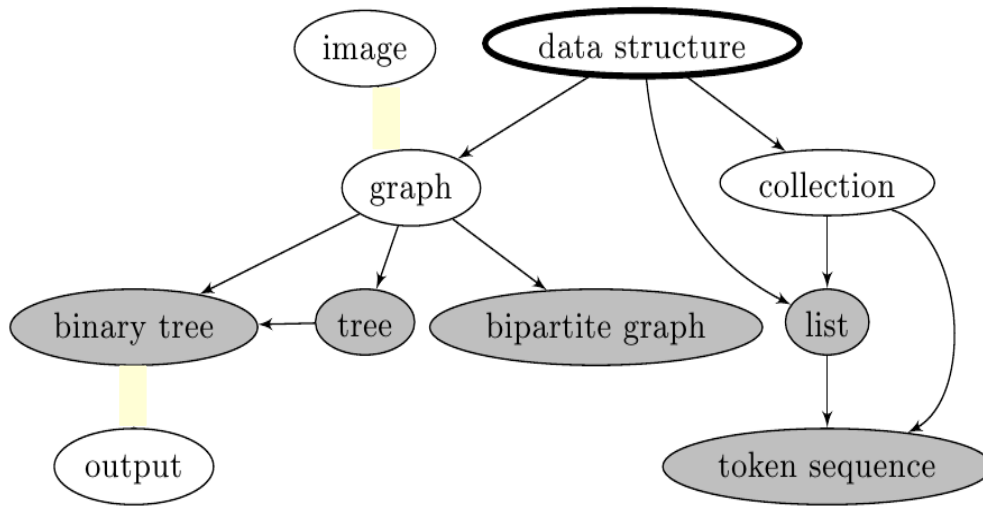 image
data structure
graph
collection
binary tree
tree
bipartite graph
list
output
token sequence